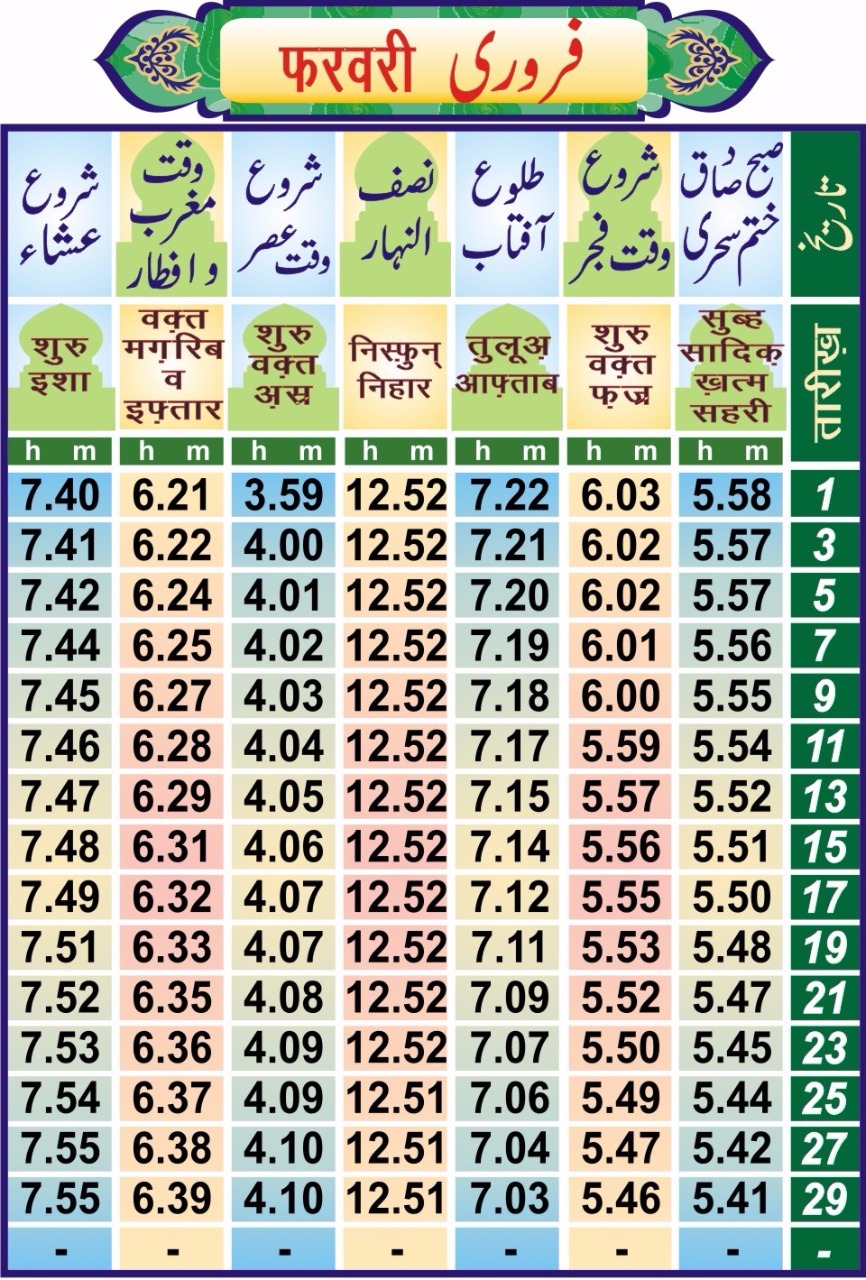 फरवरी فروری
تاریخ
صبح صادق
ختم سحری
شروع
وقت فجر
طلوع
آفتاب
نصف
النہار
شروع
وقت عصر
وقت
مغرب
و افطار
شروع
عشاء
शुरु
इशा
वक़्त
मग़रिब
व
इफ़्तार
शुरु
वक़्त
अ़स्र
निस्फ़ुन्
निहार
तुलूअ़
आफ़्ताब
शुरु
वक़्त
फ़ज्र
सुब्ह
सादिक़
ख़त्म
सहरी
तारीख़
h m h m h m h m h m h m h m
7.40 6.21 3.59 12.52 7.22 6.03 5.58 1
7.41 6.22 4.00 12.52 7.21 6.02 5.57 3
7.42 6.24 4.01 12.52 7.20 6.02 5.57 5
7.44 6.25 4.02 12.52 7.19 6.01 5.56 7
7.45 6.27 4.03 12.52 7.18 6.00 5.55 9
7.46 6.28 4.04 12.52 7.17 5.59 5.54 11
7.47 6.29 4.05 12.52 7.15 5.57 5.52 13
7.48 6.31 4.06 12.52 7.14 5.56 5.51 15
7.49 6.32 4.07 12.52 7.12 5.55 5.50 17
7.51 6.33 4.07 12.52 7.11 5.53 5.48 19
7.52 6.35 4.08 12.52 7.09 5.52 5.47 21
7.53 6.36 4.09 12.52 7.07 5.50 5.45 23
7.54 6.37 4.09 12.51 7.06 5.49 5.44 25
7.55 6.38 4.10 12.51 7.04 5.47 5.42 27
7.55 6.39 4.10 12.51 7.03 5.46 5.41 29
- - - - - - - -